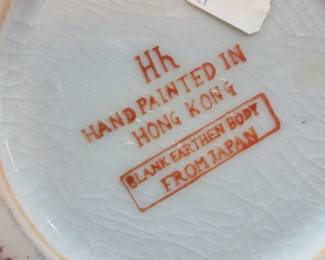 Hh
HAND PAINTED IN
HONG KONG
BLANK EARTHEN BODY
FROM JAPAN